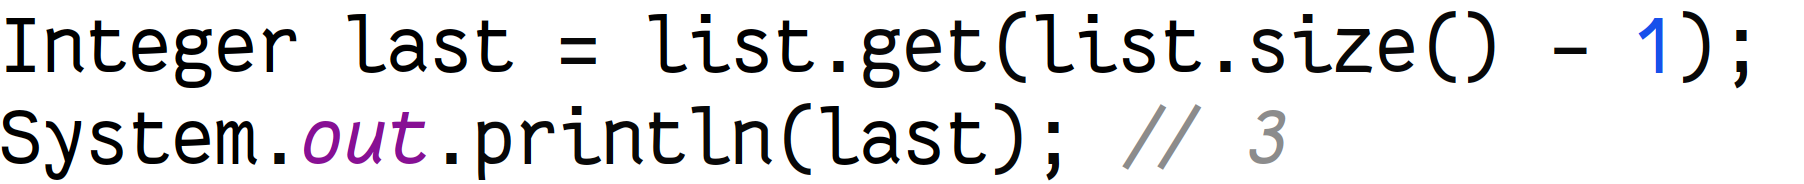 Integer last = list.get(list.size() - 1);
System.out.println(last); // 3